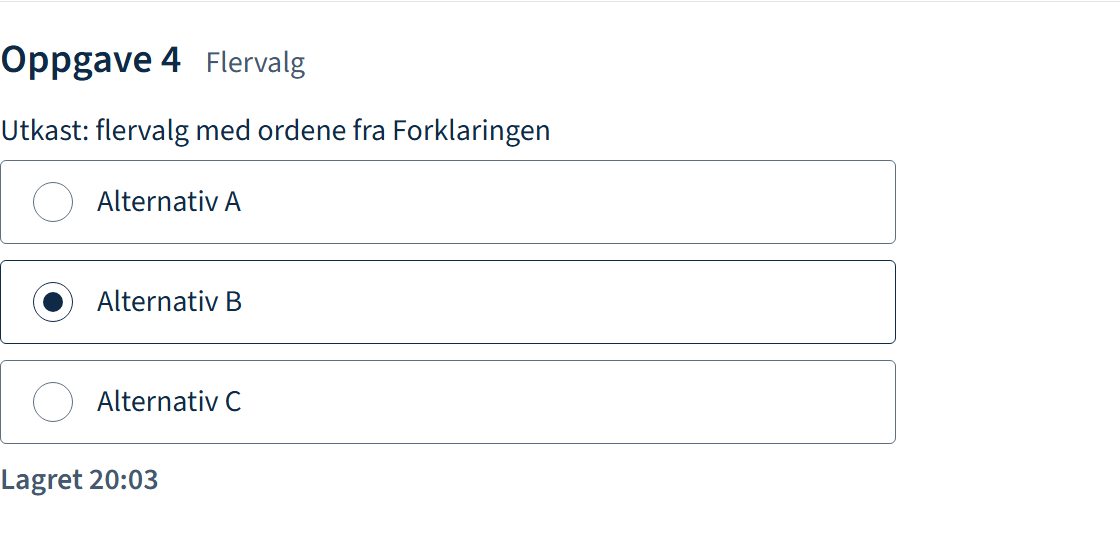 Oppgave 4 Flervalg
Utkast: flervalg med ordene fra Forklaringen
Alternativ A
Alternativ B
Alternativ C
Lagret 20:03